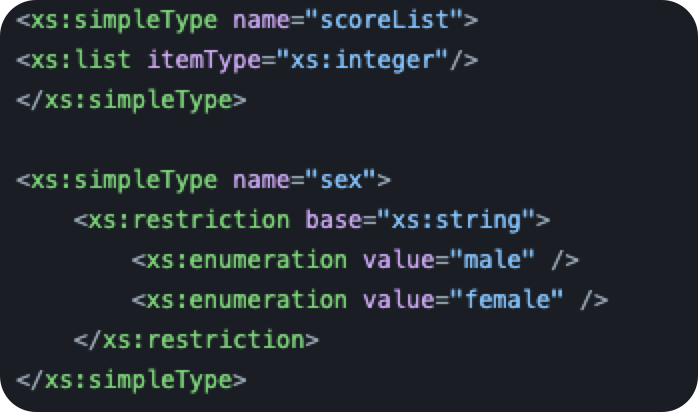 <xs:simpleType name="scoreList">
<xs:list itemType="xs:integer"/>
</xs:simpleType>

<xs:simpleType name="sex">
    <xs:restriction base="xs:string">
        <xs:enumeration value="male" />
        <xs:enumeration value="female" />
    </xs:restriction>
</xs:simpleType>